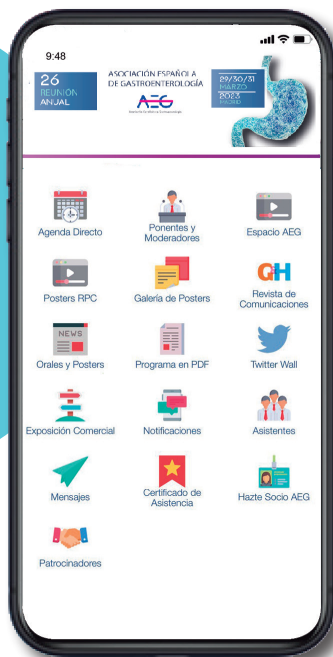 9:48
26
REUNIÓN
ANUAL
ASOCIACIÓN ESPAÑOLA
DE GASTROENTEROLOGÍA
AEG
29/30/31
MARZO
2023
MADRID
Agenda Directo
Ponentes y
Moderadores
Espacio AEG
Posters RPC
Galería de Posters
GH
Revista de
Comunicaciones
NEWS
Orales y Posters
Programa en PDF
Twitter Wall
Exposición Comercial
Notificaciones
Asistentes
Mensajes
Certificado de
Asistencia
Hazte Socio AEG
Patrocinadores